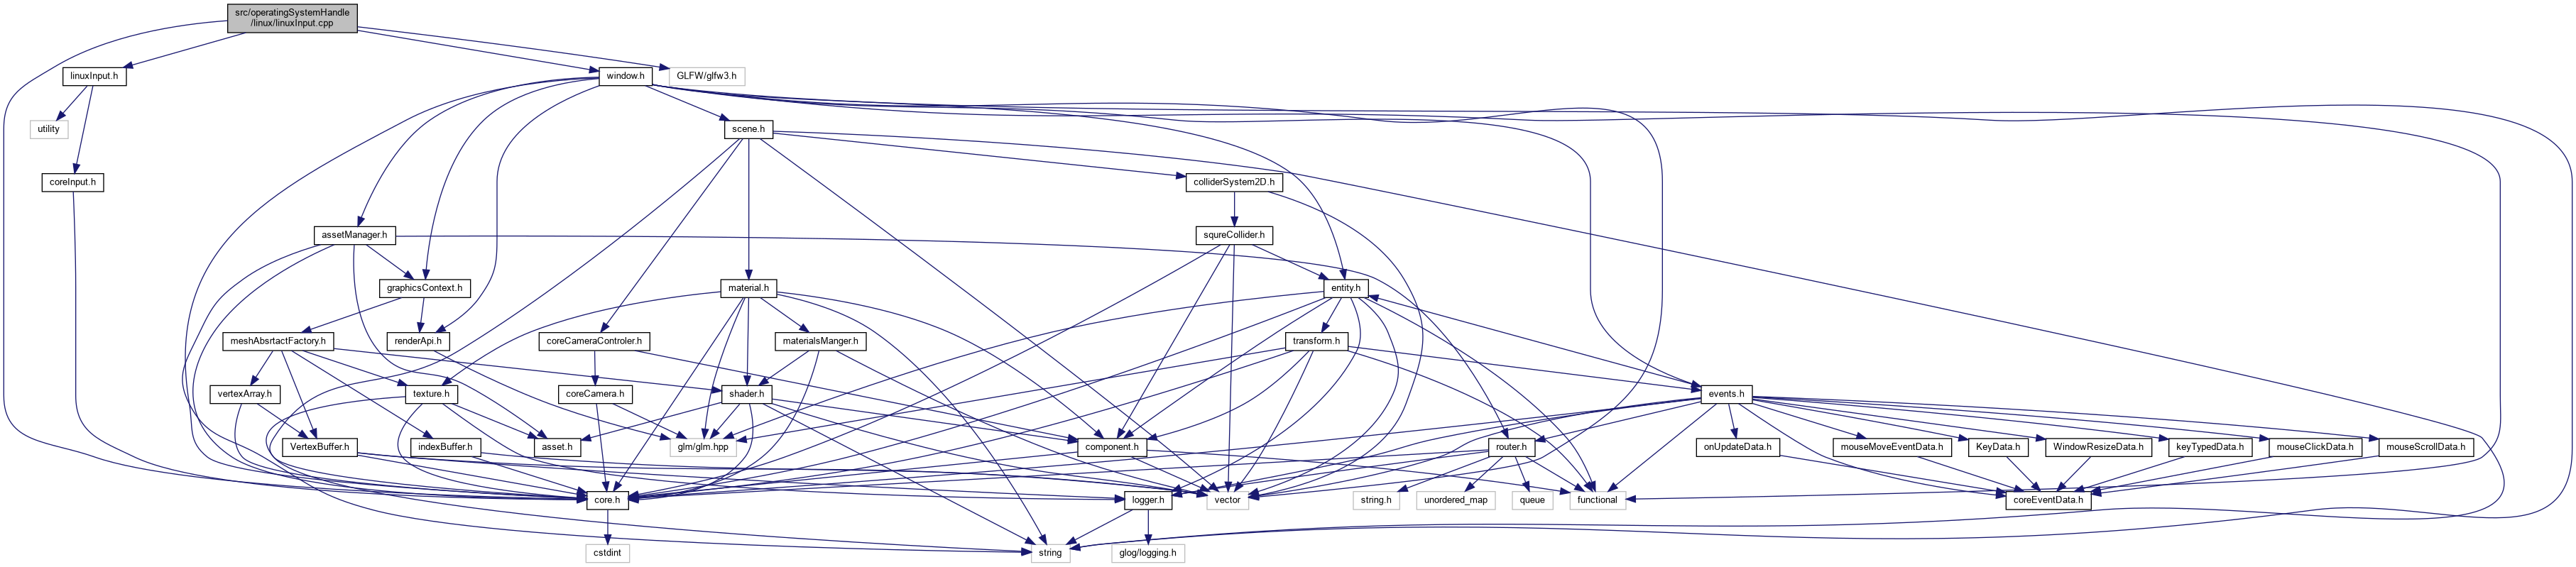 src/operatingSystemHandle
/linux/linuxInput.cpp
linuxInput.h
window.h
GLFW/glfw3.h
utility
scene.h
coreInput.h
colliderSystem2D.h
assetManager.h
squreCollider.h
graphicsContext.h
material.h
entity.h
meshAbsrtactFactory.h
renderApi.h
coreCameraControler.h
materialsManger.h
transform.h
vertexArray.h
texture.h
coreCamera.h
shader.h
events.h
VertexBuffer.h
indexBuffer.h
asset.h
glm/glm.hpp
component.h
router.h
onUpdateData.h
mouseMoveEventData.h
KeyData.h
WindowResizeData.h
keyTypedData.h
mouseClickData.h
mouseScrollData.h
core.h
logger.h
vector
string.h
unordered_map
queue
functional
coreEventData.h
cstdint
string
glog/logging.h